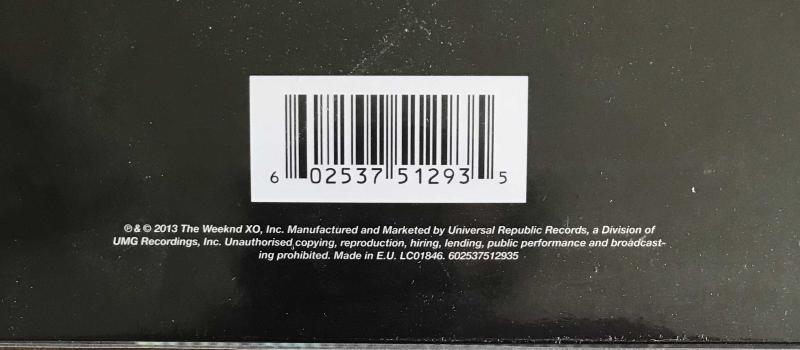 6 02537 51293 5
℗ & © 2013 The Weeknd XO, Inc. Manufactured and Marketed by Universal Republic Records, a Division of
UMG Recordings, Inc. Unauthorised copying, reproduction, hiring, lending, public performance and broadcast-
ing prohibited. Made in E.U. LC01846. 602537512935